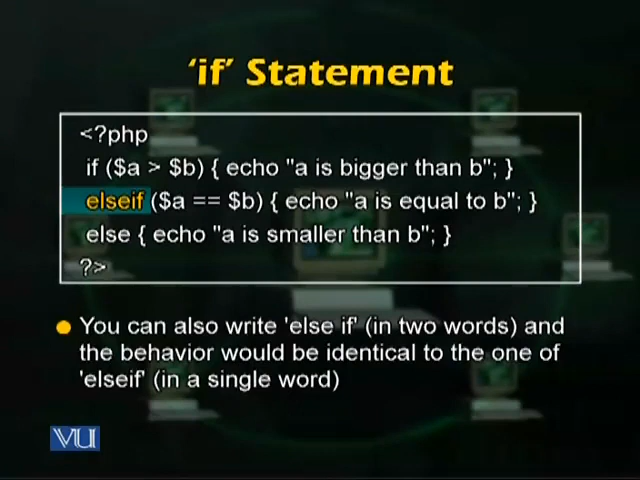 'if' Statement
<?php
if ($a > $b) { echo "a is bigger than b"; }
elseif ($a == $b) { echo "a is equal to b"; }
else { echo "a is smaller than b"; }
?>
You can also write 'else if' (in two words) and
the behavior would be identical to the one of
'elseif' (in a single word)
VU